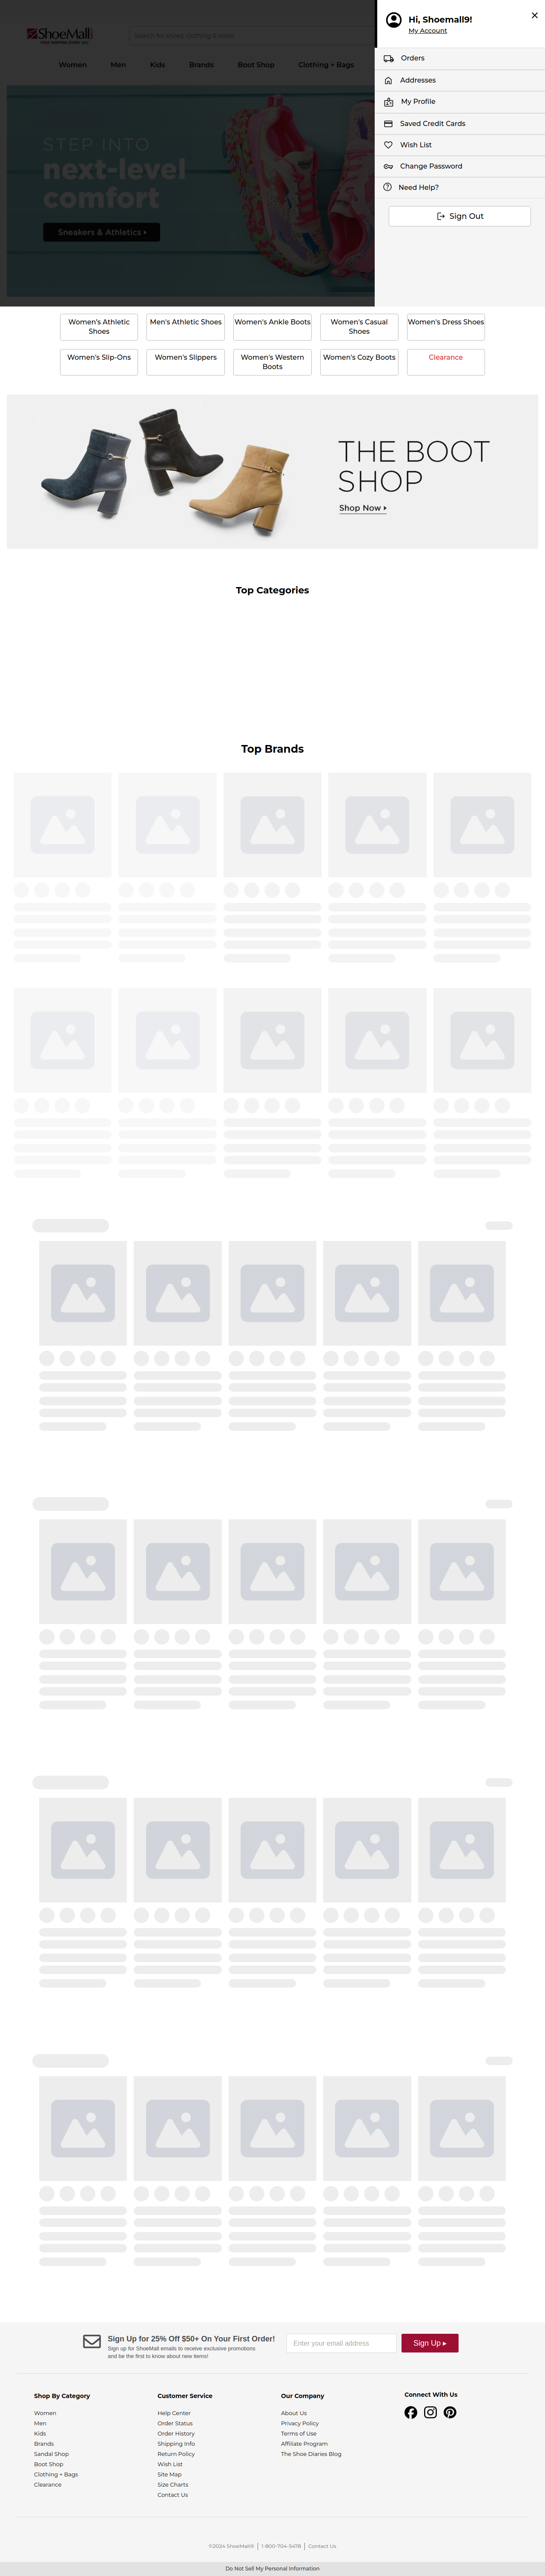 ShoeMall
Search for shoes, clothing & more
Hi, Shoemall9!
My Account
Women
Men
Kids
Brands
Boot Shop
Clothing + Bags
Orders
Addresses
My Profile
Saved Credit Cards
Wish List
Change Password
Need Help?
Sign Out
STEP INTO
next-level
comfort
Sneakers & Athletics
Women's Athletic
Shoes
Men's Athletic Shoes
Women's Ankle Boots
Women's Casual
Shoes
Women's Dress Shoes
Women's Slip-Ons
Women's Slippers
Women's Western
Boots
Women's Cozy Boots
Clearance
THE BOOT
SHOP
Shop Now
Top Categories
Top Brands
Sign Up for 25% Off $50+ On Your First Order!
Sign up for ShoeMall emails to receive exclusive promotions
and be the first to know about new items!
Enter your email address
Sign Up ▸
Shop By Category
Women
Men
Kids
Brands
Sandal Shop
Boot Shop
Clothing + Bags
Clearance
Customer Service
Help Center
Order Status
Order History
Shipping Info
Return Policy
Wish List
Site Map
Size Charts
Contact Us
Our Company
About Us
Privacy Policy
Terms of Use
Affiliate Program
The Shoe Diaries Blog
Connect With Us
©2024 ShoeMall® | 1-800-704-5478 | Contact Us
Do Not Sell My Personal Information